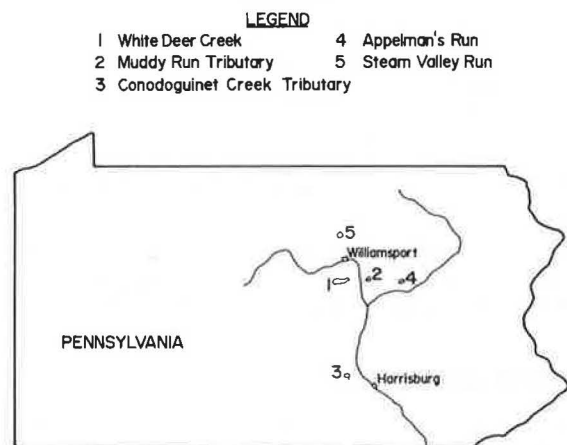 LEGEND
1 White Deer Creek 4 Appelman's Run
2 Muddy Run Tributary 5 Steam Valley Run
3 Conodoguinet Creek Tributary
5
Williamsport
1 2 4
PENNSYLVANIA
3 Harrisburg